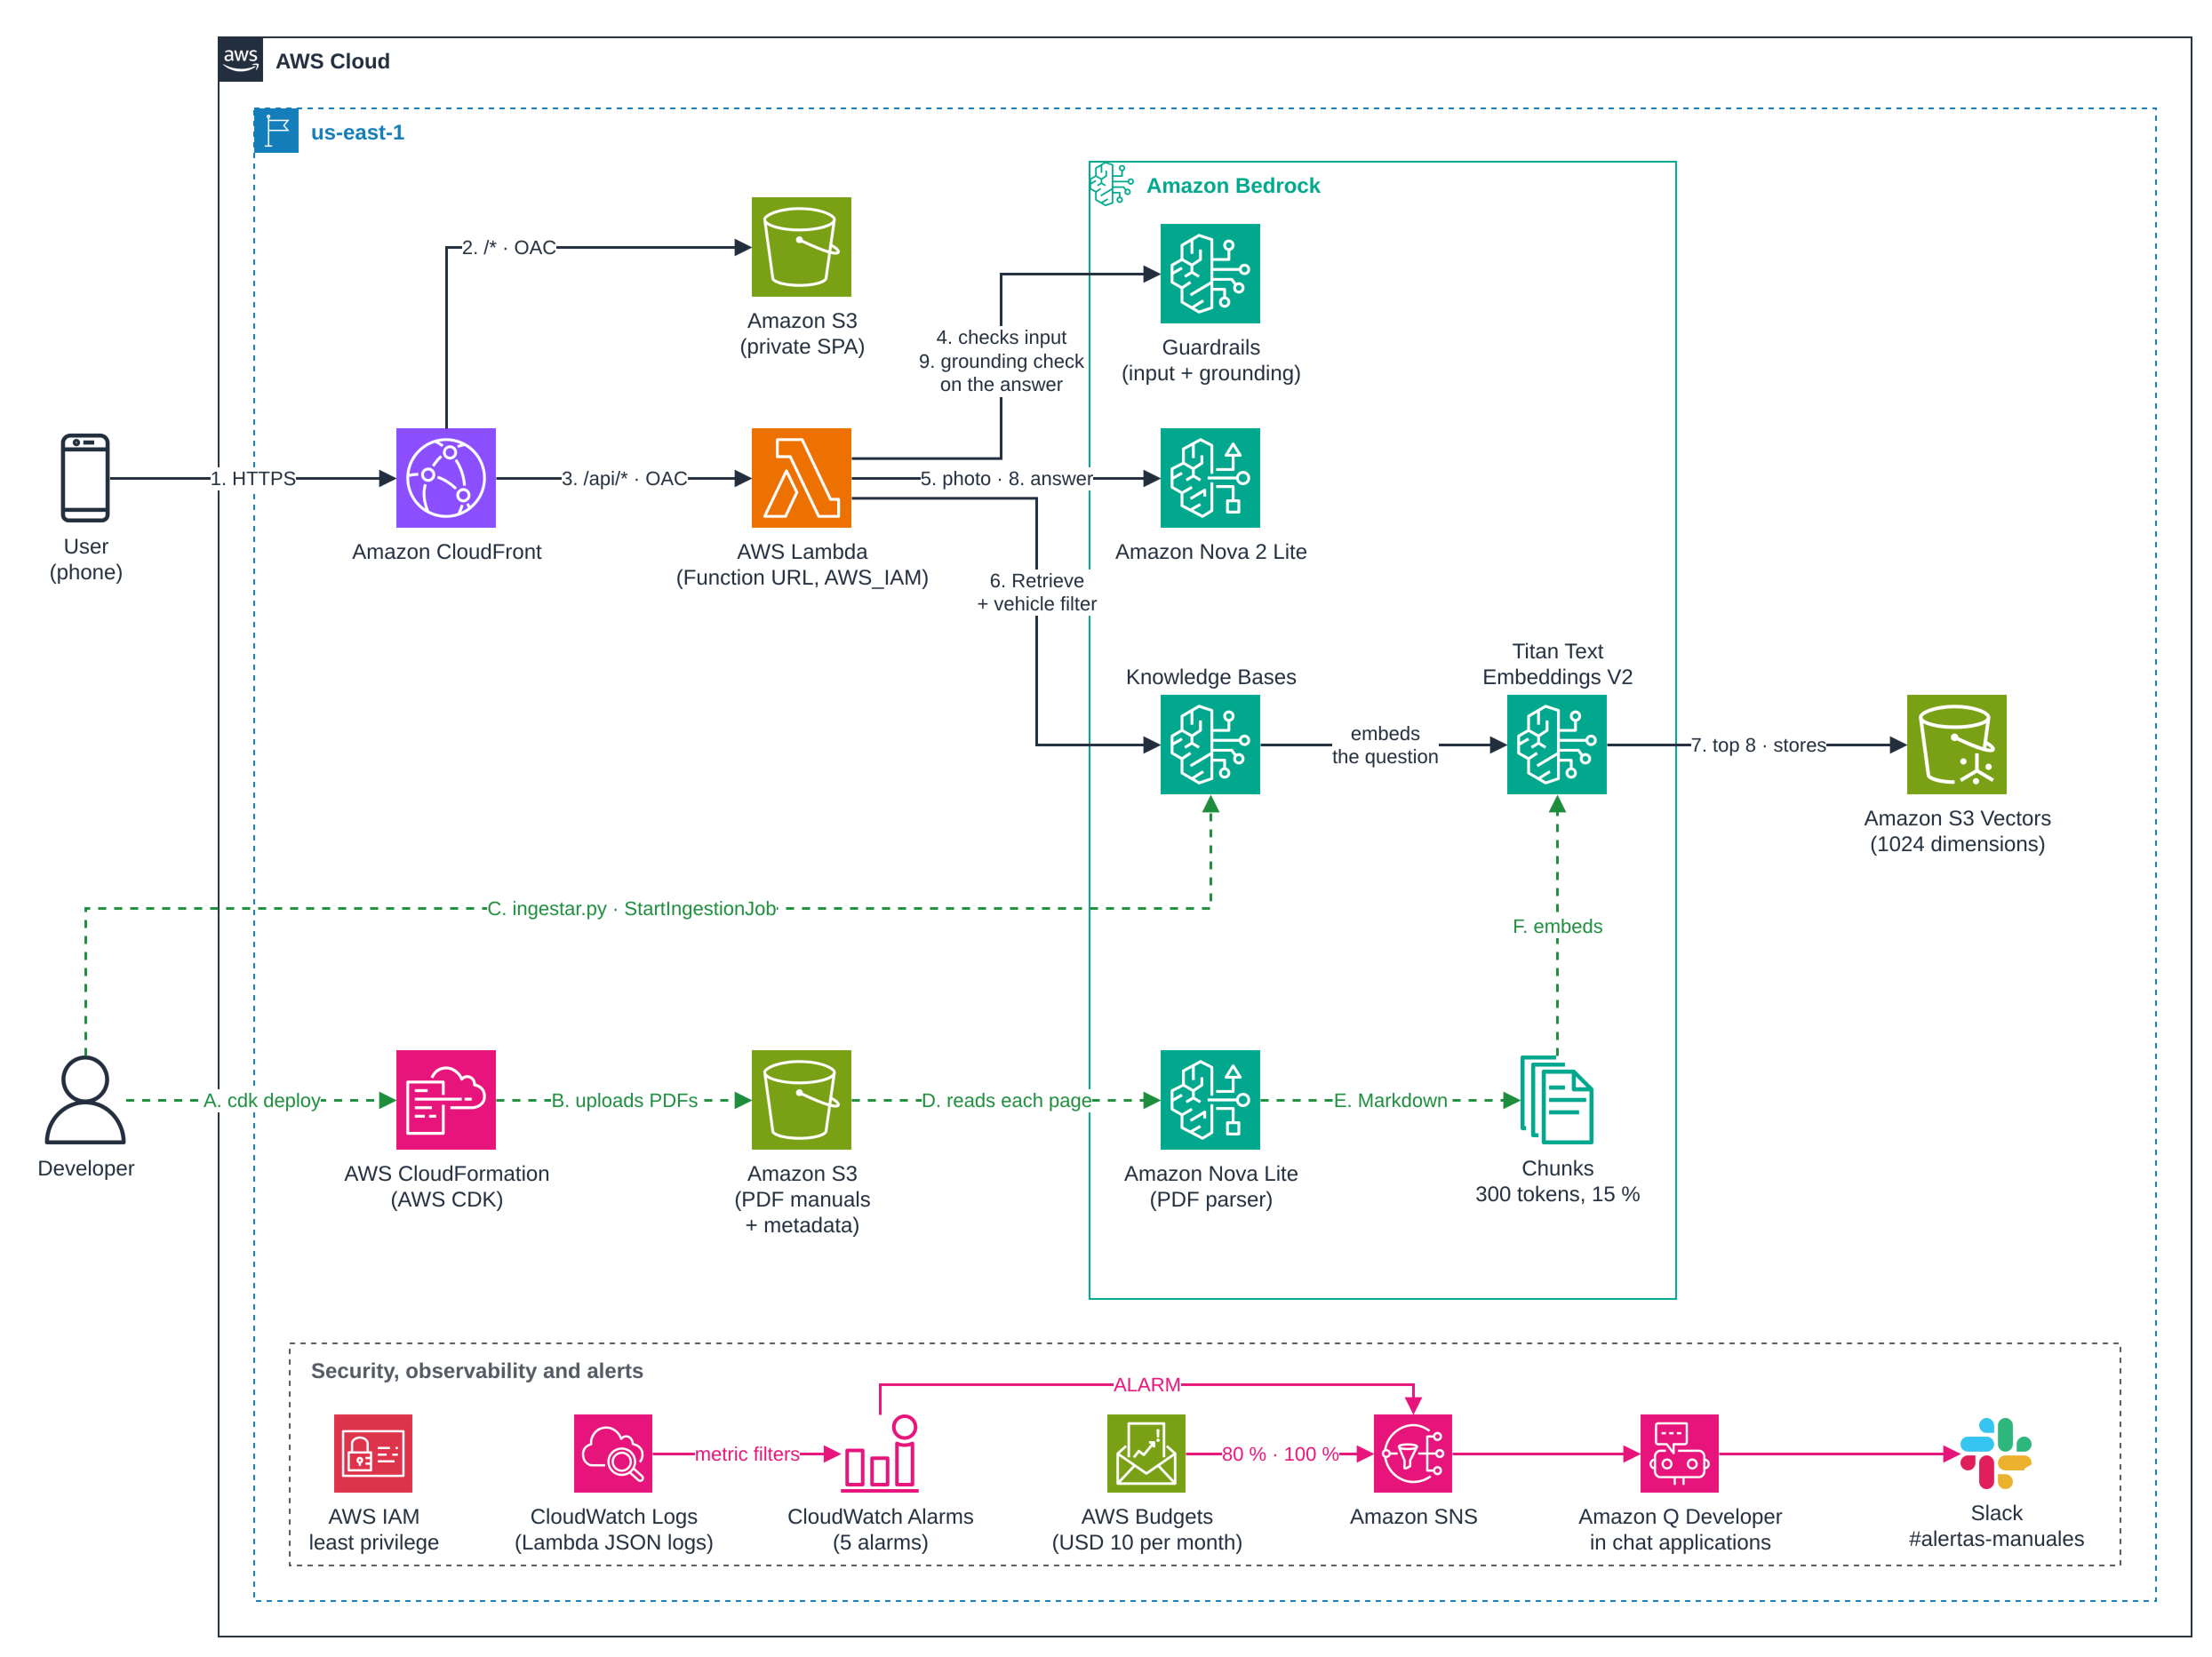 aws
AWS Cloud
us-east-1
Amazon Bedrock
2. /* · OAC
Amazon S3
(private SPA)
4. checks input
9. grounding check
on the answer
Guardrails
(input + grounding)
1. HTTPS
3. /api/* · OAC
5. photo · 8. answer
User
(phone)
Amazon CloudFront
AWS Lambda
(Function URL, AWS_IAM)
Amazon Nova 2 Lite
6. Retrieve
+ vehicle filter
Knowledge Bases
Titan Text
Embeddings V2
embeds
the question
7. top 8 · stores
Amazon S3 Vectors
(1024 dimensions)
C. ingestar.py · StartIngestionJob
F. embeds
A. cdk deploy
B. uploads PDFs
D. reads each page
E. Markdown
Developer
AWS CloudFormation
(AWS CDK)
Amazon S3
(PDF manuals
+ metadata)
Amazon Nova Lite
(PDF parser)
Chunks
300 tokens, 15 %
Security, observability and alerts
ALARM
metric filters
80 % · 100 %
AWS IAM
least privilege
CloudWatch Logs
(Lambda JSON logs)
CloudWatch Alarms
(5 alarms)
AWS Budgets
(USD 10 per month)
Amazon SNS
Amazon Q Developer
in chat applications
Slack
#alertas-manuales